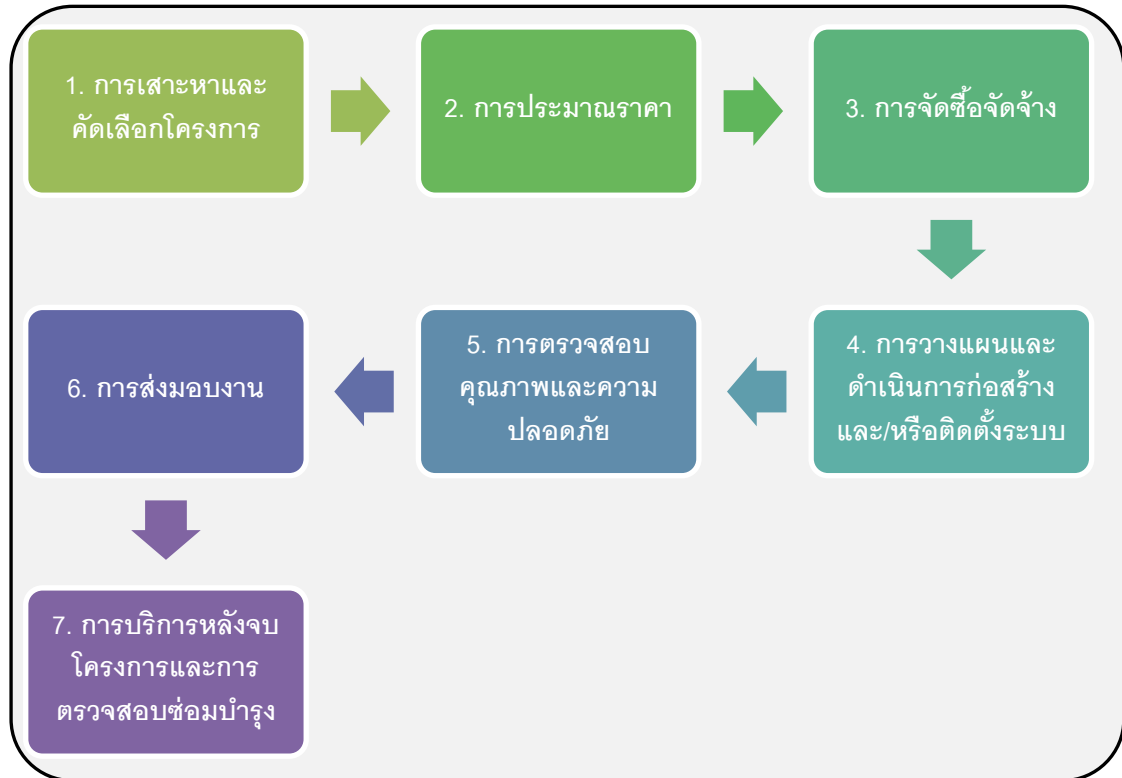 1. การเสาะหาและ
คัดเลือกโครงการ
2. การประมาณราคา
3. การจัดซื้อจัดจ้าง
4. การวางแผนและ
ดำเนินการก่อสร้าง
และ/หรือติดตั้งระบบ
5. การตรวจสอบ
คุณภาพและความ
ปลอดภัย
6. การส่งมอบงาน
7. การบริการหลังจบ
โครงการและการ
ตรวจสอบซ่อมบำรุง